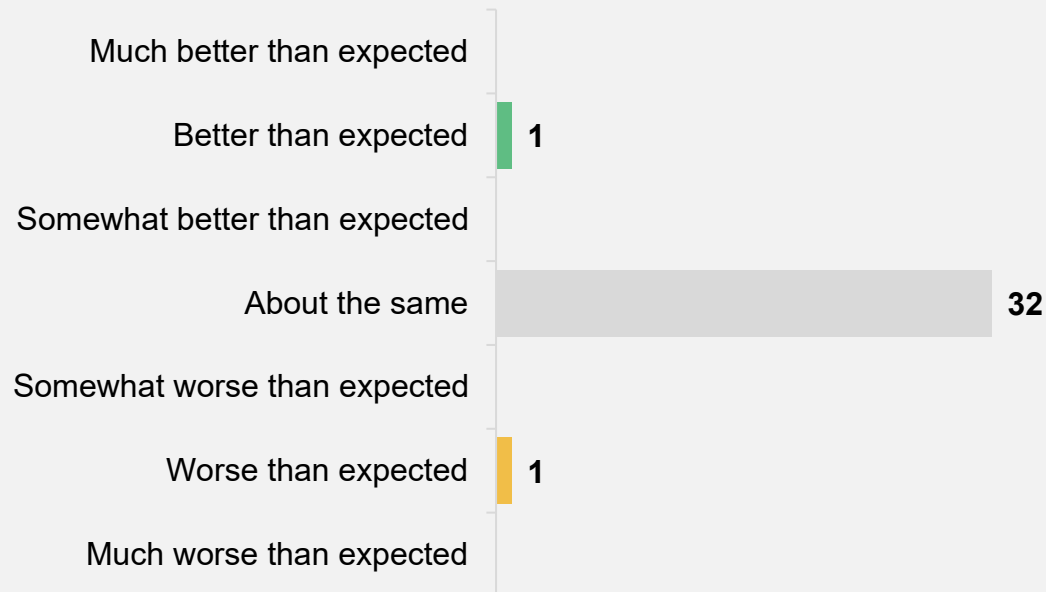 Much better than expected
Better than expected 1
Somewhat better than expected
About the same 32
Somewhat worse than expected
Worse than expected 1
Much worse than expected